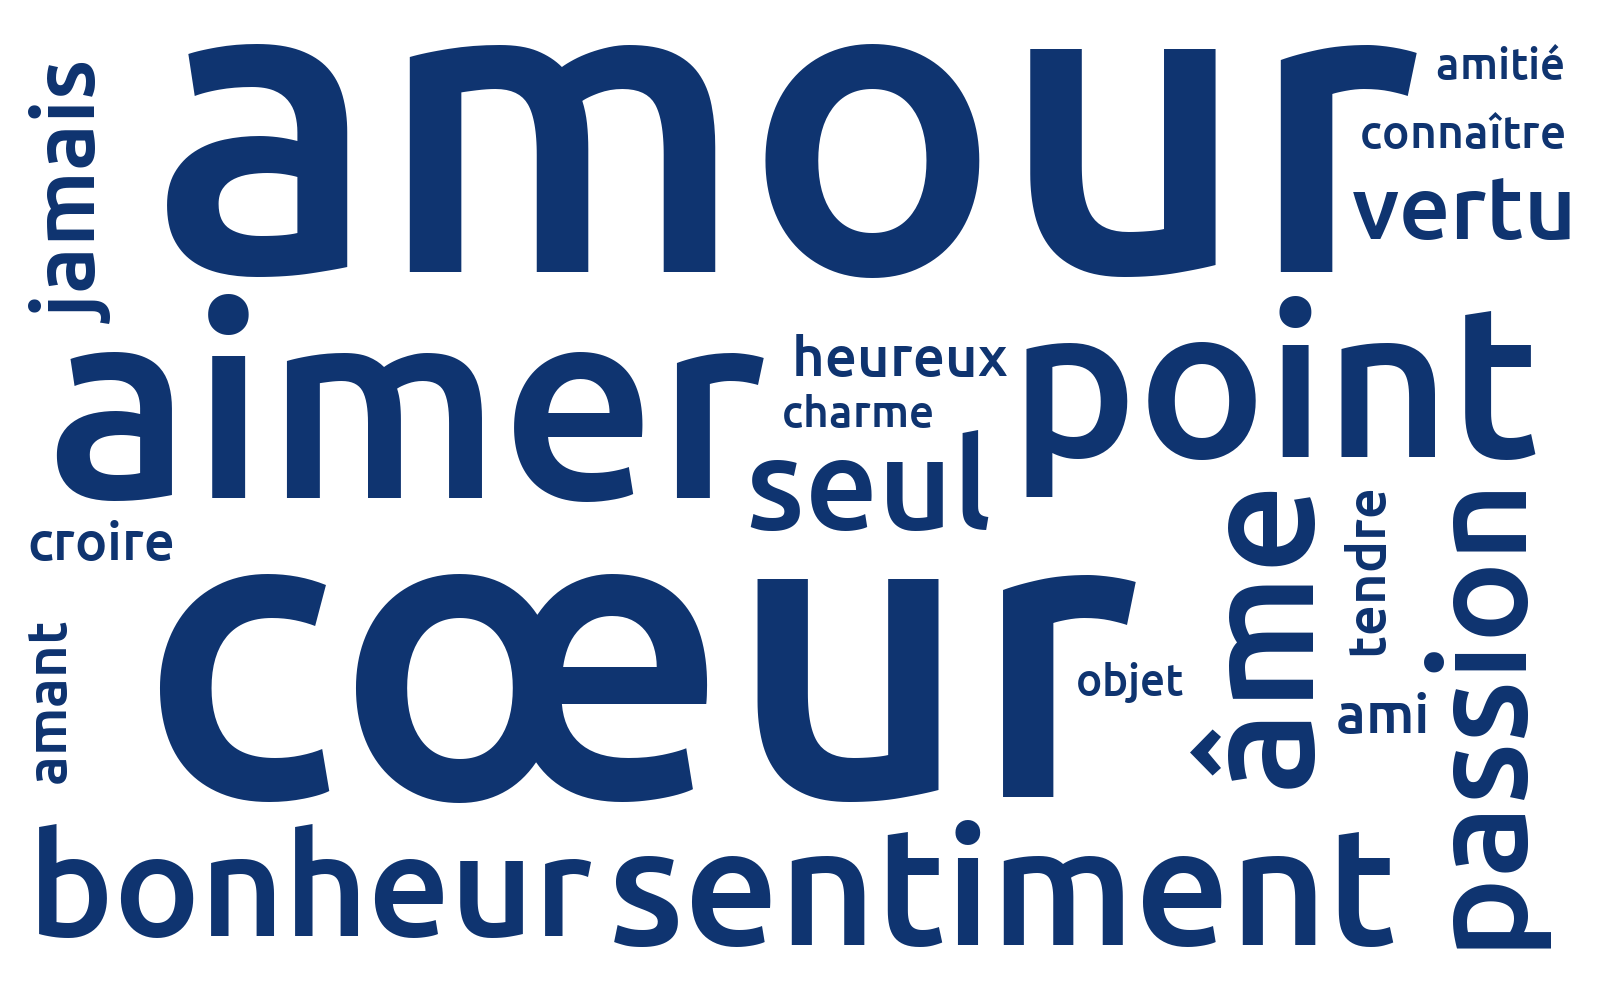 jamais
amour
amitié
connaître
vertu
aimer
heureux
point
charme
seul
croire
cœur
âme
tendre
passion
objet
ami
amant
bonheur
sentiment